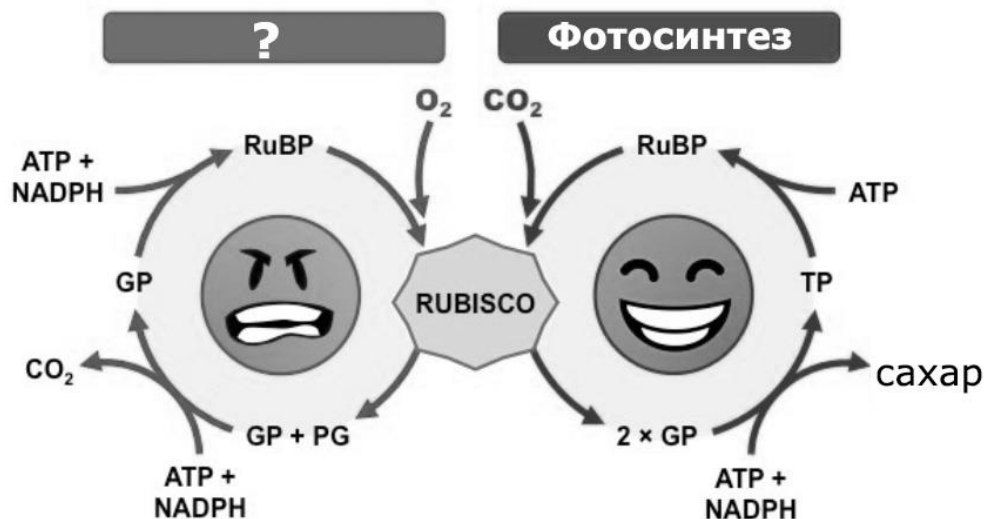 ?
Фотосинтез
O₂
CO₂
RuBP
RuBP
ATP +
NADPH
ATP
GP
RUBISCO
TP
CO₂
сахар
GP + PG
2 × GP
ATP +
NADPH
ATP +
NADPH